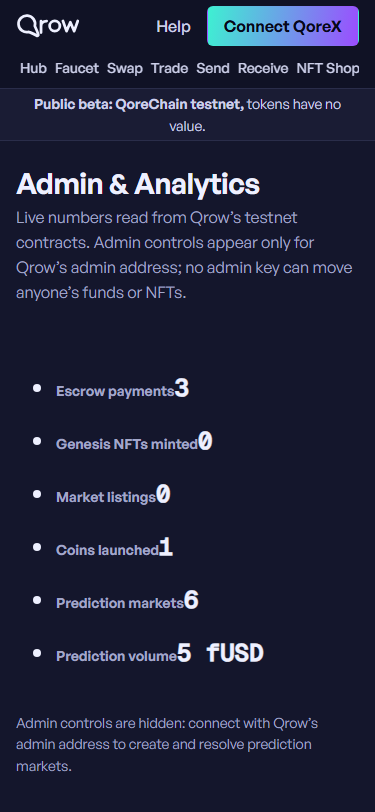 Qrow Help Connect QoreX
Hub Faucet Swap Trade Send Receive NFT Shop
Public beta: QoreChain testnet, tokens have no
value.
Admin & Analytics
Live numbers read from Qrow’s testnet
contracts. Admin controls appear only for
Qrow’s admin address; no admin key can move
anyone’s funds or NFTs.
Escrow payments3
Genesis NFTs minted0
Market listings0
Coins launched1
Prediction markets6
Prediction volume5 fUSD
Admin controls are hidden: connect with Qrow’s
admin address to create and resolve prediction
markets.